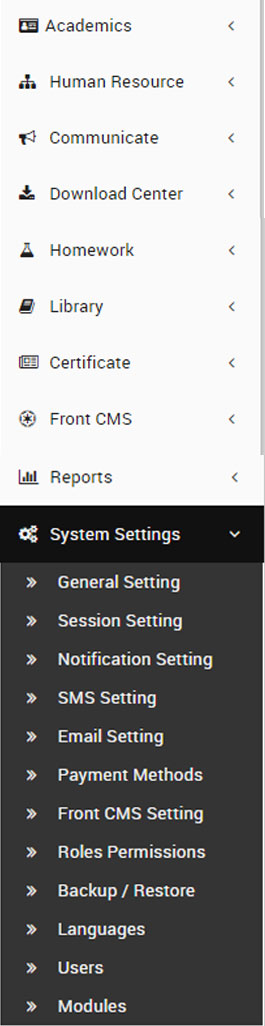 Academics
Human Resource
Communicate
Download Center
Homework
Library
Certificate
Front CMS
Reports
System Settings
General Setting
Session Setting
Notification Setting
SMS Setting
Email Setting
Payment Methods
Front CMS Setting
Roles Permissions
Backup / Restore
Languages
Users
Modules